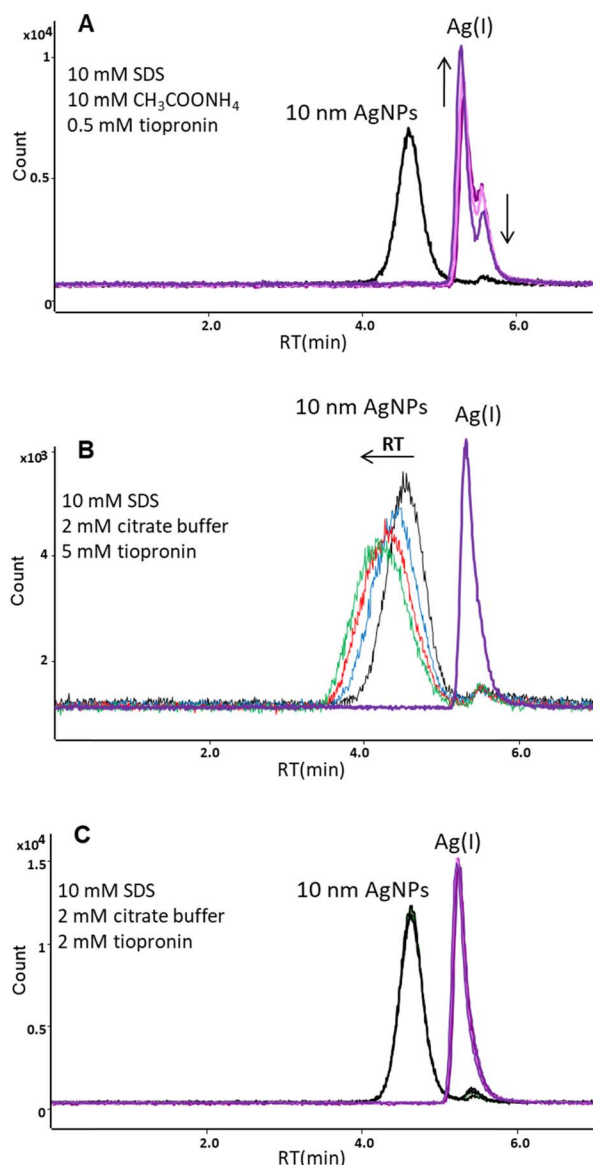 A
x10⁴
Ag(I)
1
10 mM SDS
10 mM CH₃COONH₄
0.5 mM tiopronin
10 nm AgNPs
Count
0.5
0
2.0 4.0 6.0
RT(min)
10 nm AgNPs
Ag(I)
B
x10³
RT
10 mM SDS
2 mM citrate buffer
5 mM tiopronin
Count
4
2
2.0 4.0 6.0
RT(min)
C
x10⁴
Ag(I)
1.5
10 mM SDS
2 mM citrate buffer
2 mM tiopronin
10 nm AgNPs
Count
1
0.5
0
2.0 4.0 6.0
RT(min)